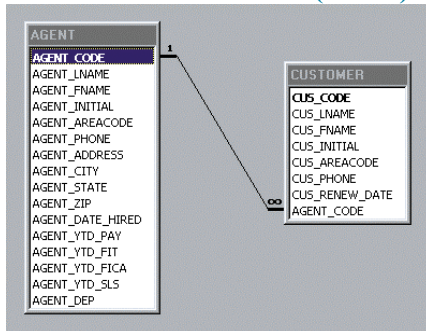 AGENT
AGENT_CODE
AGENT_LNAME
AGENT_FNAME
AGENT_INITIAL
AGENT_AREACODE
AGENT_PHONE
AGENT_ADDRESS
AGENT_CITY
AGENT_STATE
AGENT_ZIP
AGENT_DATE_HIRED
AGENT_YTD_PAY
AGENT_YTD_FIT
AGENT_YTD_FICA
AGENT_YTD_SLS
AGENT_DEP
1
∞
CUSTOMER
CUS_CODE
CUS_LNAME
CUS_FNAME
CUS_INITIAL
CUS_AREACODE
CUS_PHONE
CUS_RENEW_DATE
AGENT_CODE